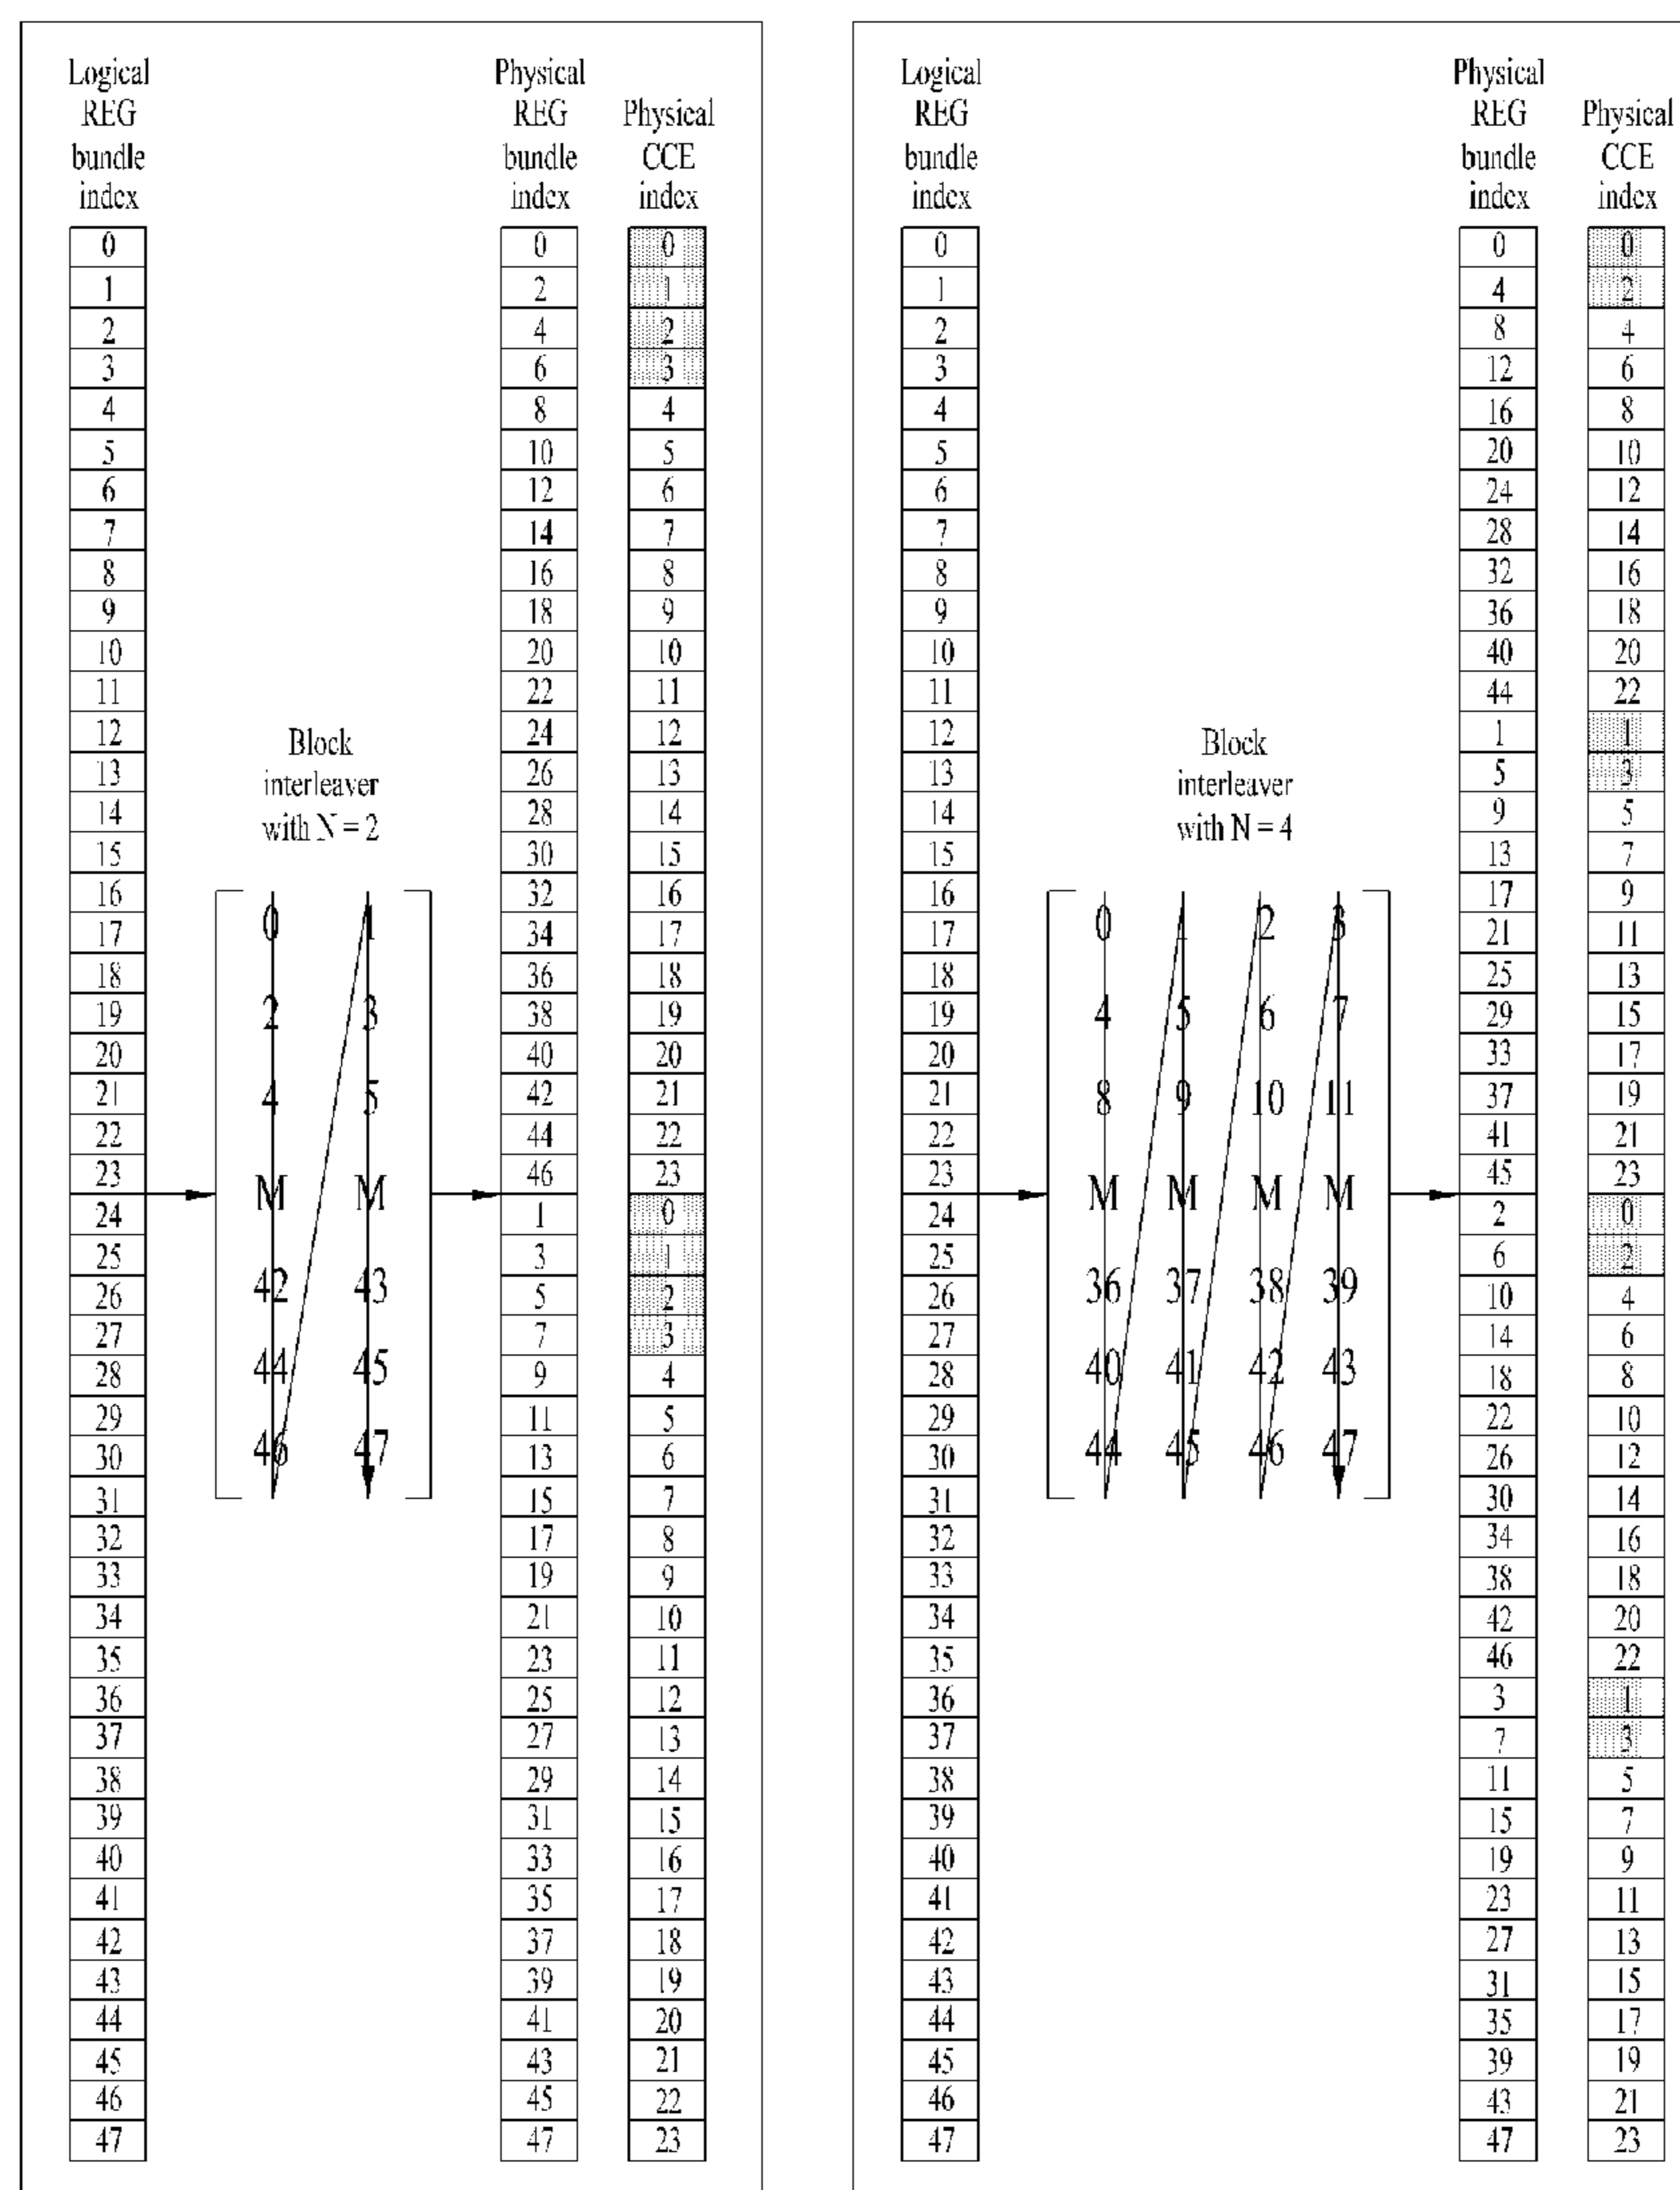 Logical REG bundle index
Physical REG bundle index
Physical CCE index
0 0 0
1 2 1
2 4 2
3 6 3
4 8 4
5 10 5
6 12 6
7 14 7
8 16 8
9 18 9
10 20 10
11 22 11
12 24 12
13 26 13
14 28 14
15 30 15
16 32 16
17 34 17
18 36 18
19 38 19
20 40 20
21 42 21
22 44 22
23 46 23
24 1 0
25 3 1
26 5 2
27 7 3
28 9 4
29 11 5
30 13 6
31 15 7
32 17 8
33 19 9
34 21 10
35 23 11
36 25 12
37 27 13
38 29 14
39 31 15
40 33 16
41 35 17
42 37 18
43 39 19
44 41 20
45 43 21
46 45 22
47 47 23
Block
interleaver
with N = 2
0 1
2 3
4 5
M M
42 43
44 45
46 47
Logical REG bundle index
Physical REG bundle index
Physical CCE index
0 0 0
1 4 2
2 8 4
3 12 6
4 16 8
5 20 10
6 24 12
7 28 14
8 32 16
9 36 18
10 40 20
11 44 22
12 1 1
13 5 3
14 9 5
15 13 7
16 17 9
17 21 11
18 25 13
19 29 15
20 33 17
21 37 19
22 41 21
23 45 23
24 2 0
25 6 2
26 10 4
27 14 6
28 18 8
29 22 10
30 26 12
31 30 14
32 34 16
33 38 18
34 42 20
35 46 22
36 3 1
37 7 3
38 11 5
39 15 7
40 19 9
41 23 11
42 27 13
43 31 15
44 35 17
45 39 19
46 43 21
47 47 23
Block
interleaver
with N = 4
0 1 2 3
4 5 6 7
8 9 10 11
M M M M
36 37 38 39
40 41 42 43
44 45 46 47